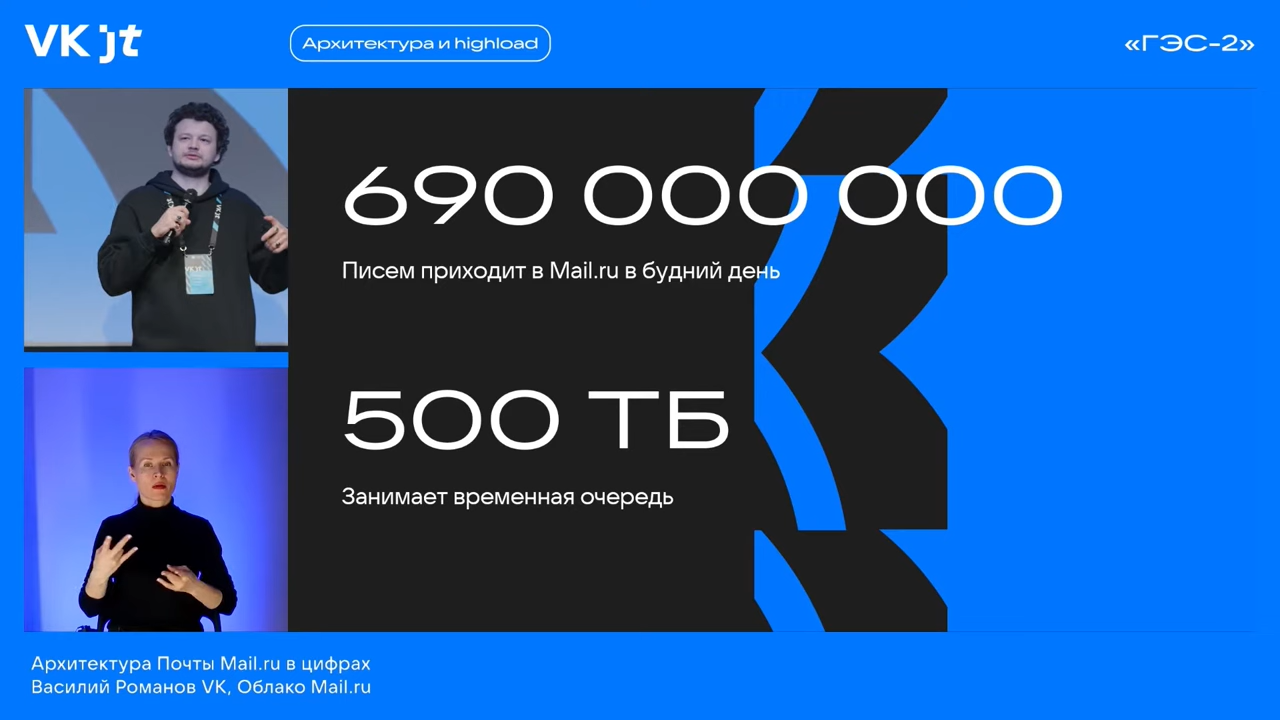 VK jt
Архитектура и highload
«ГЭС-2»
690 000 000
Писем приходит в Mail.ru в будний день
500 ТБ
Занимает временная очередь
Архитектура Почты Mail.ru в цифрах
Василий Романов VK, Облако Mail.ru